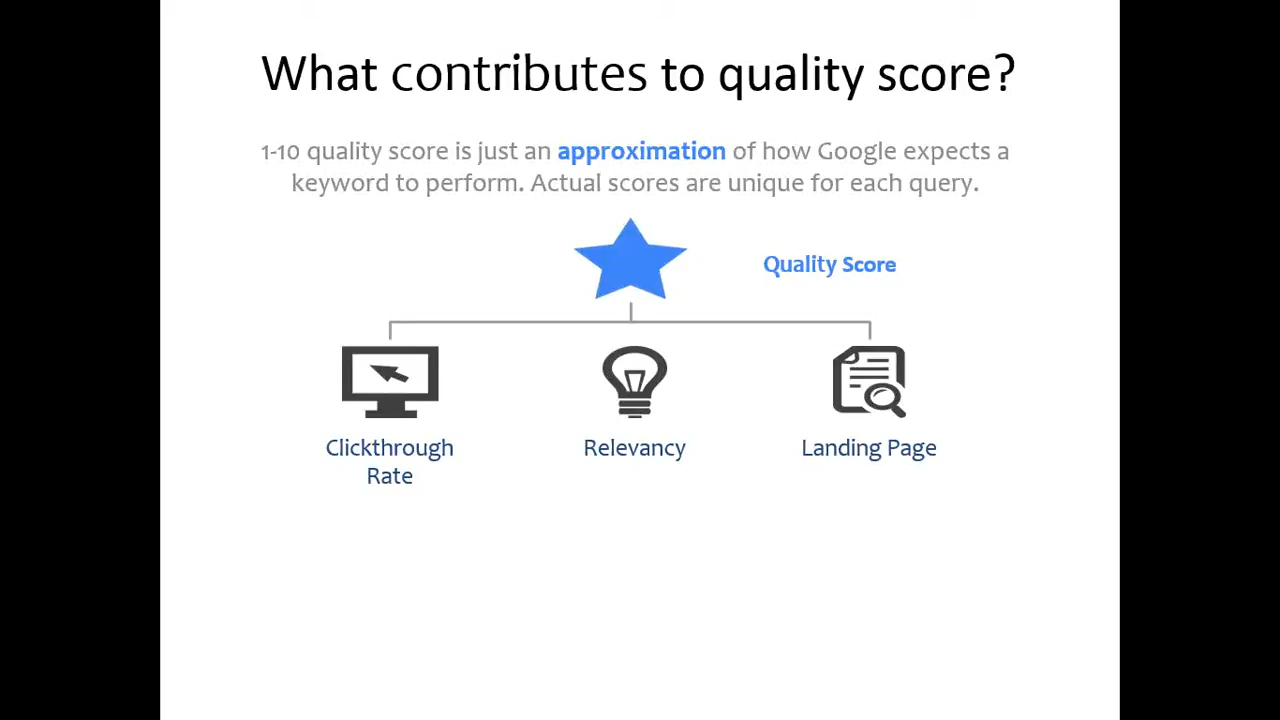 What contributes to quality score?
1-10 quality score is just an approximation of how Google expects a
keyword to perform. Actual scores are unique for each query.
Quality Score
Clickthrough
Rate
Relevancy
Landing Page